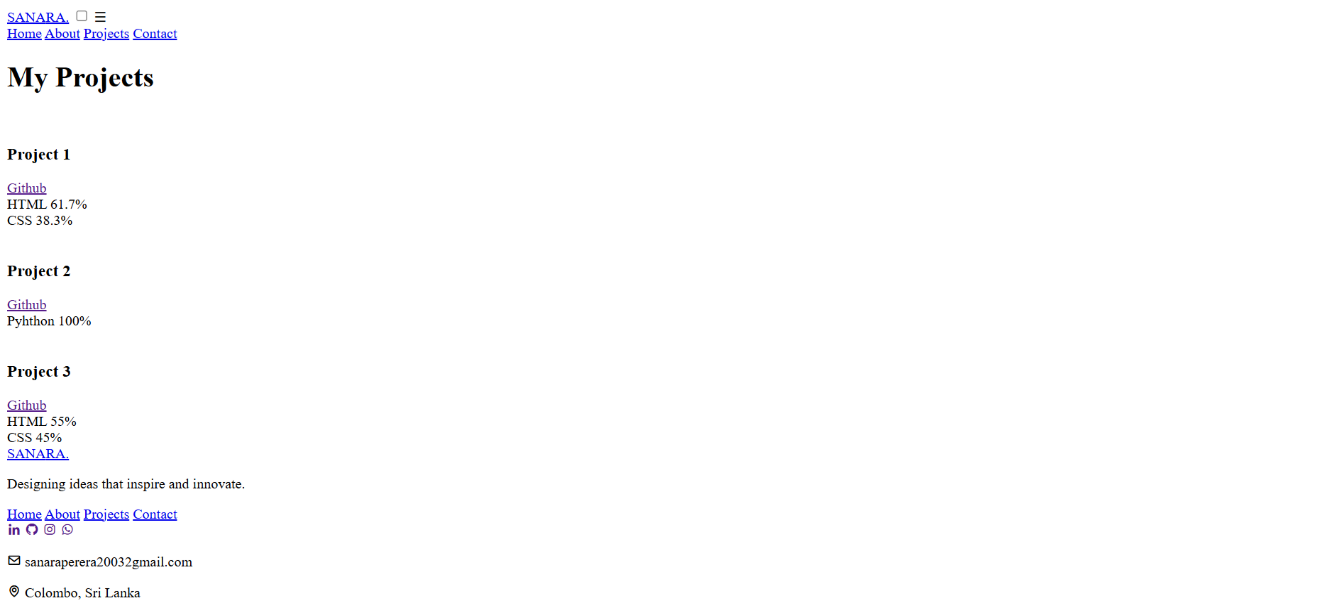 SANARA. ☰
Home About Projects Contact
My Projects
Project 1
Github
HTML 61.7%
CSS 38.3%
Project 2
Github
Pyhthon 100%
Project 3
Github
HTML 55%
CSS 45%
SANARA.
Designing ideas that inspire and innovate.
Home About Projects Contact
sanaraperera20032gmail.com
Colombo, Sri Lanka